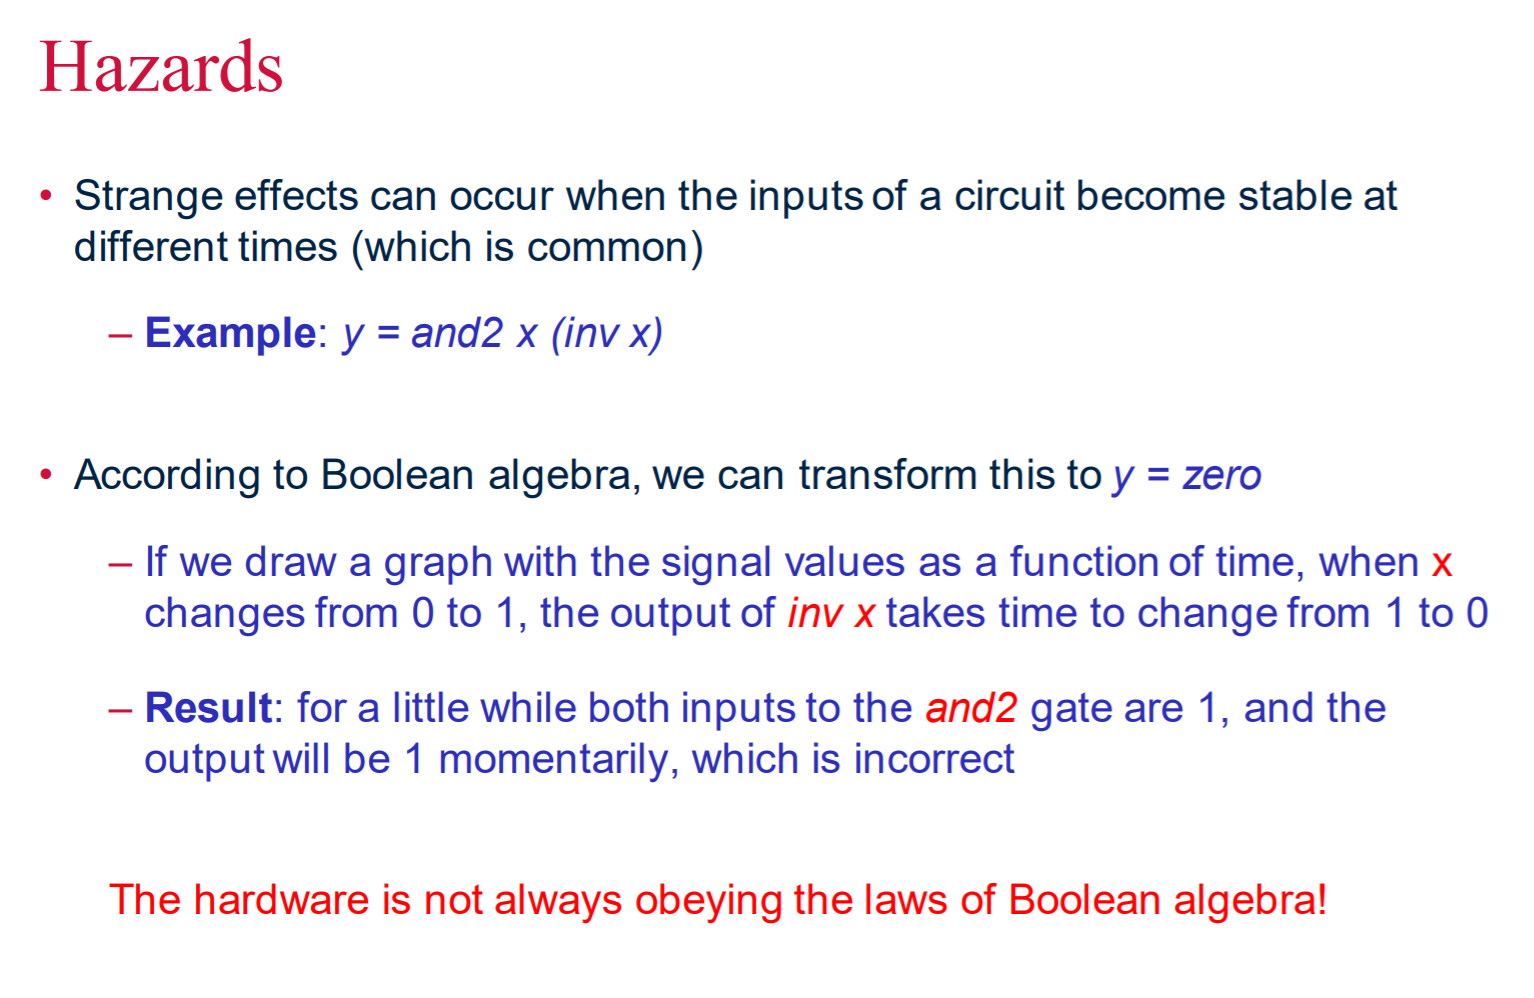 Hazards
• Strange effects can occur when the inputs of a circuit become stable at
different times (which is common)
– Example: y = and2 x (inv x)
• According to Boolean algebra, we can transform this to y = zero
– If we draw a graph with the signal values as a function of time, when x
changes from 0 to 1, the output of inv x takes time to change from 1 to 0
– Result: for a little while both inputs to the and2 gate are 1, and the
output will be 1 momentarily, which is incorrect
The hardware is not always obeying the laws of Boolean algebra!